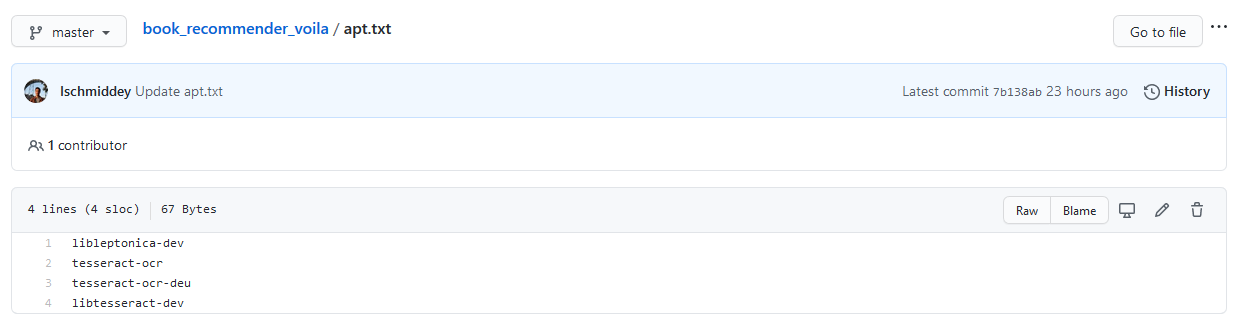 master book_recommender_voila / apt.txt Go to file ...
lschmiddey Update apt.txt Latest commit 7b138ab 23 hours ago History
1 contributor
4 lines (4 sloc) 67 Bytes Raw Blame
1 libleptonica-dev
2 tesseract-ocr
3 tesseract-ocr-deu
4 libtesseract-dev